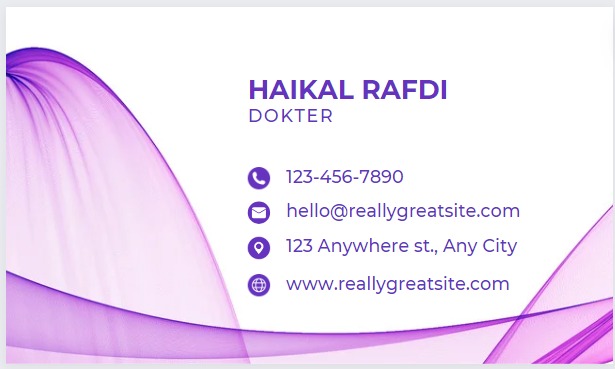 HAIKAL RAFDI
DOKTER
123-456-7890
hello@reallygreatsite.com
123 Anywhere st., Any City
www.reallygreatsite.com